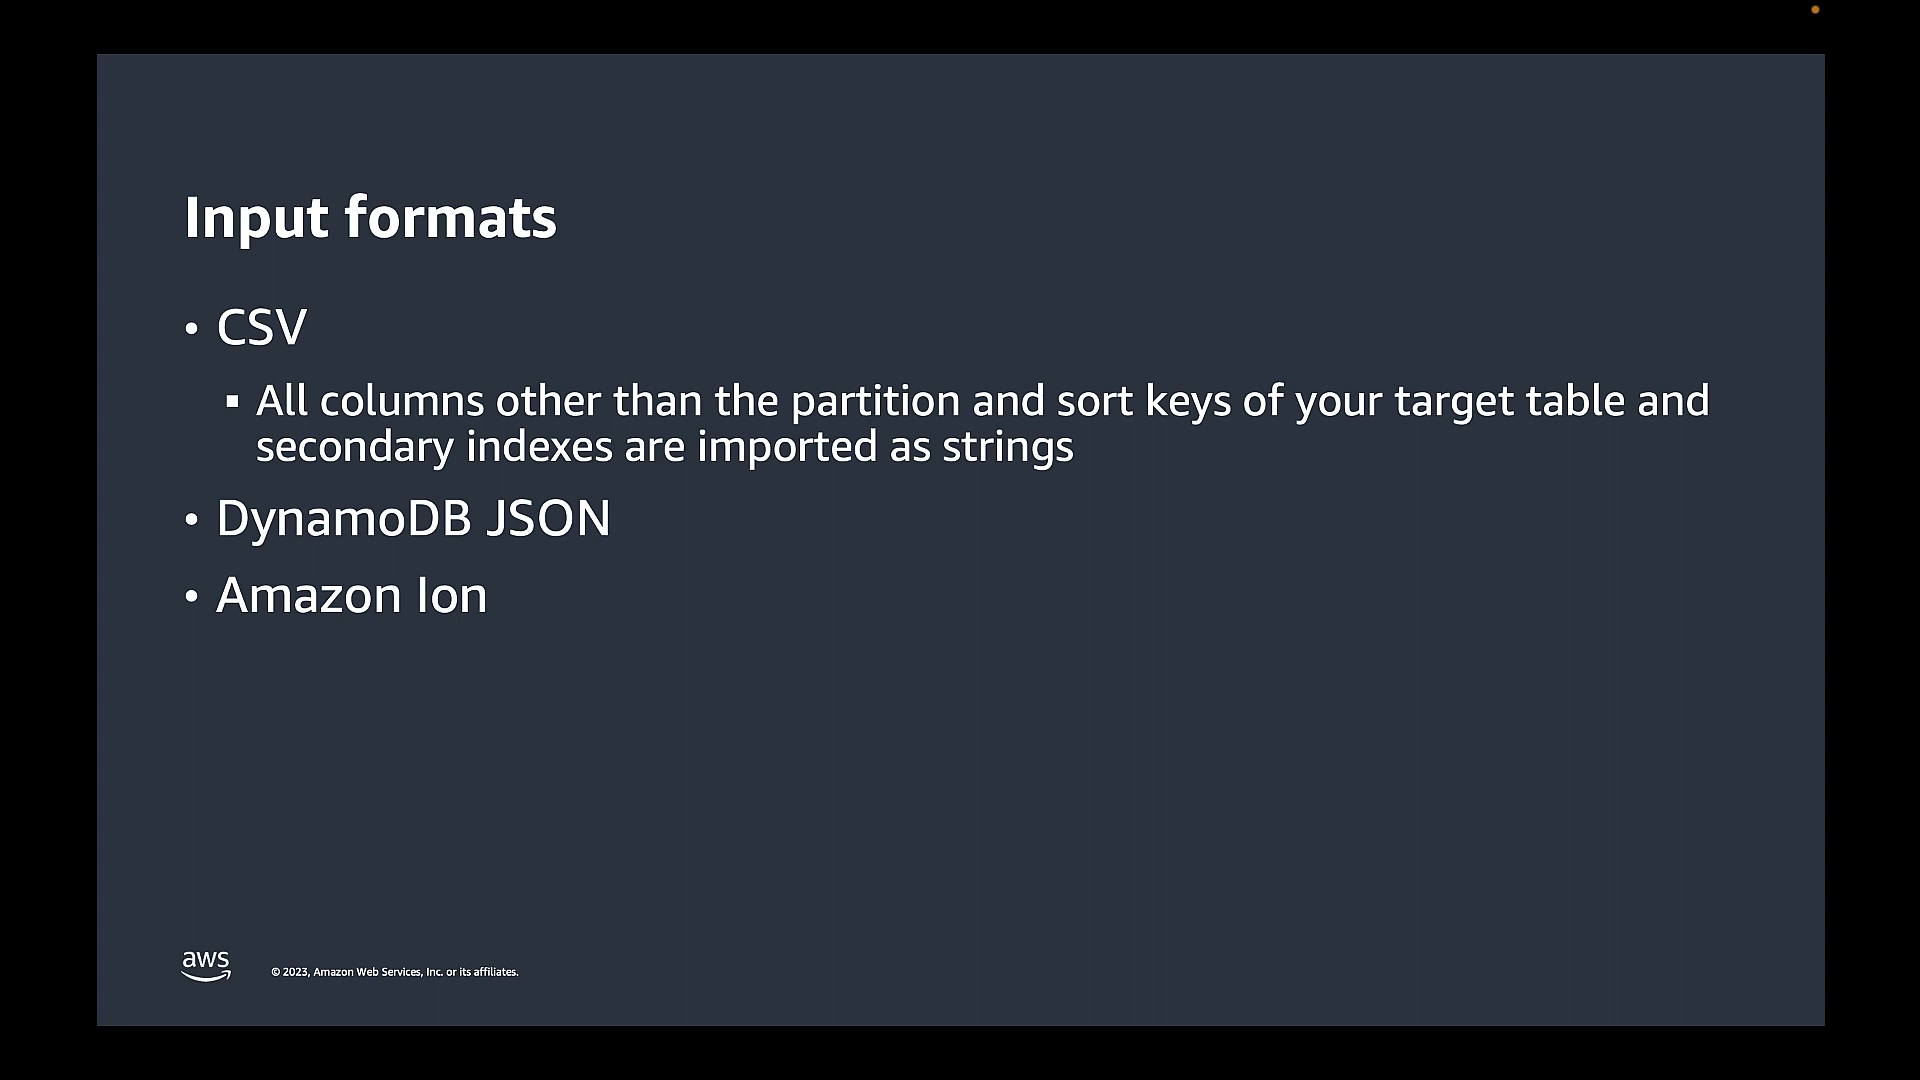 Input formats
• CSV
▪ All columns other than the partition and sort keys of your target table and
secondary indexes are imported as strings
• DynamoDB JSON
• Amazon Ion
aws
© 2023, Amazon Web Services, Inc. or its affiliates.